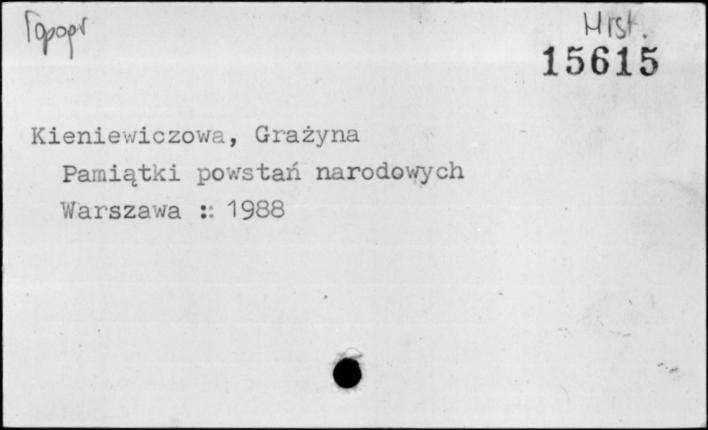 Hist.
15615
Kieniewiczowa, Grażyna
Pamiątki powstań narodowych
Warszawa :: 1988